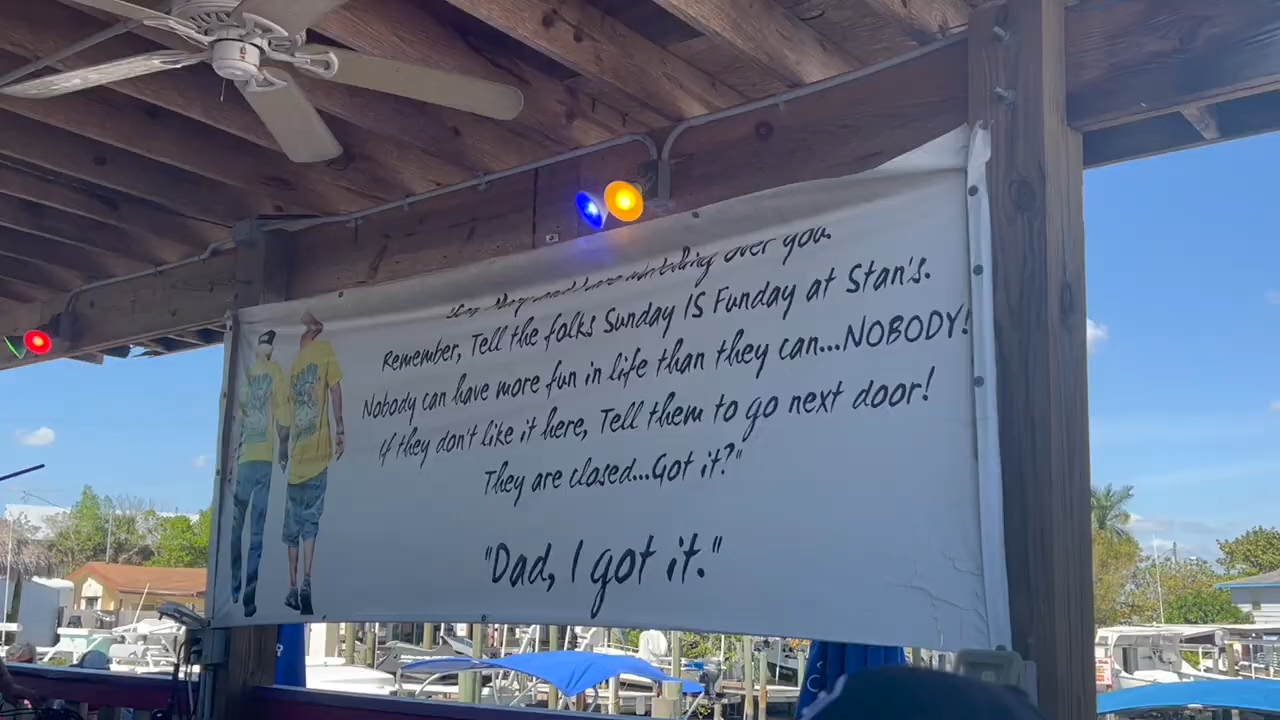 watching over you.
Remember, Tell the folks Sunday IS Funday at Stan's.
Nobody can have more fun in life than they can...NOBODY!
If they don't like it here, Tell them to go next door!
They are closed...Got it?"
"Dad, I got it."